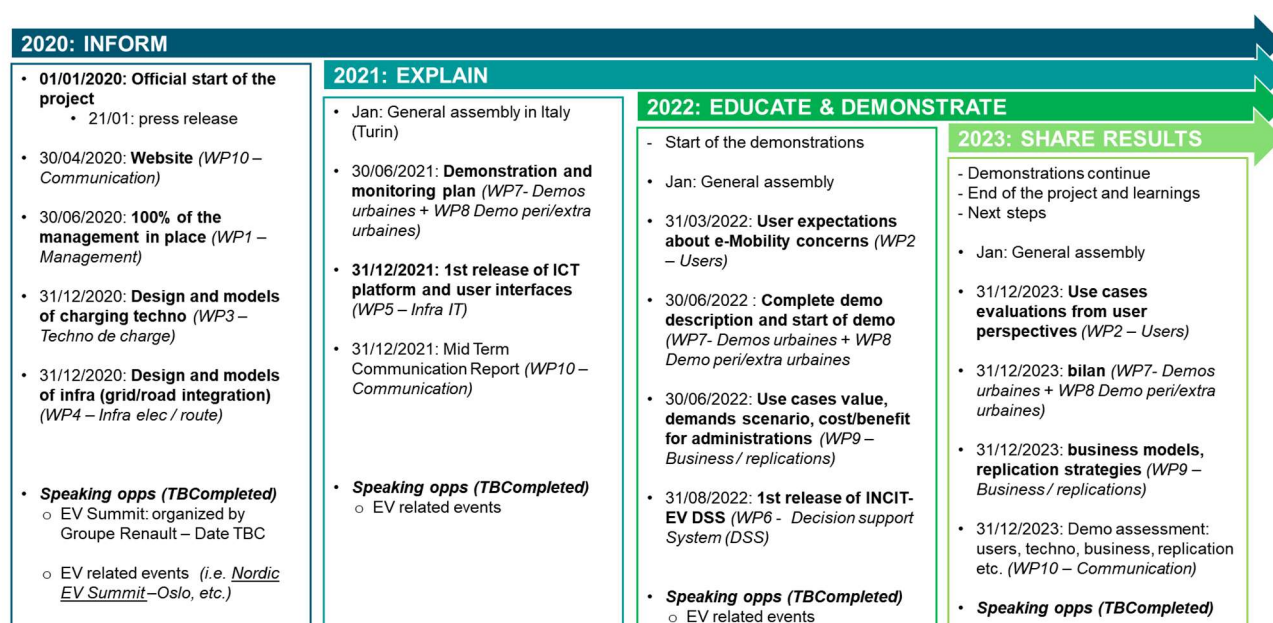 2020: INFORM
• 01/01/2020: Official start of the
project
• 21/01: press release
• 30/04/2020: Website (WP10 –
Communication)
• 30/06/2020: 100% of the
management in place (WP1 –
Management)
• 31/12/2020: Design and models
of charging techno (WP3 –
Techno de charge)
• 31/12/2020: Design and models
of infra (grid/road integration)
(WP4 – Infra elec / route)
• Speaking opps (TBCompleted)
o EV Summit: organized by
Groupe Renault – Date TBC
o EV related events (i.e. Nordic
EV Summit –Oslo, etc.)
2021: EXPLAIN
• Jan: General assembly in Italy
(Turin)
• 30/06/2021: Demonstration and
monitoring plan (WP7- Demos
urbaines + WP8 Demo peri/extra
urbaines)
• 31/12/2021: 1st release of ICT
platform and user interfaces
(WP5 – Infra IT)
• 31/12/2021: Mid Term
Communication Report (WP10 –
Communication)
• Speaking opps (TBCompleted)
o EV related events
2022: EDUCATE & DEMONSTRATE
- Start of the demonstrations
• Jan: General assembly
• 31/03/2022: User expectations
about e-Mobility concerns (WP2
– Users)
• 30/06/2022 : Complete demo
description and start of demo
(WP7- Demos urbaines + WP8
Demo peri/extra urbaines
• 30/06/2022: Use cases value,
demands scenario, cost/benefit
for administrations (WP9 –
Business / replications)
• 31/08/2022: 1st release of INCIT-
EV DSS (WP6 - Decision support
System (DSS)
• Speaking opps (TBCompleted)
o EV related events
2023: SHARE RESULTS
- Demonstrations continue
- End of the project and learnings
- Next steps
• Jan: General assembly
• 31/12/2023: Use cases
evaluations from user
perspectives (WP2 – Users)
• 31/12/2023: bilan (WP7- Demos
urbaines + WP8 Demo peri/extra
urbaines)
• 31/12/2023: business models,
replication strategies (WP9 –
Business / replications)
• 31/12/2023: Demo assessment:
users, techno, business, replication
etc. (WP10 – Communication)
• Speaking opps (TBCompleted)